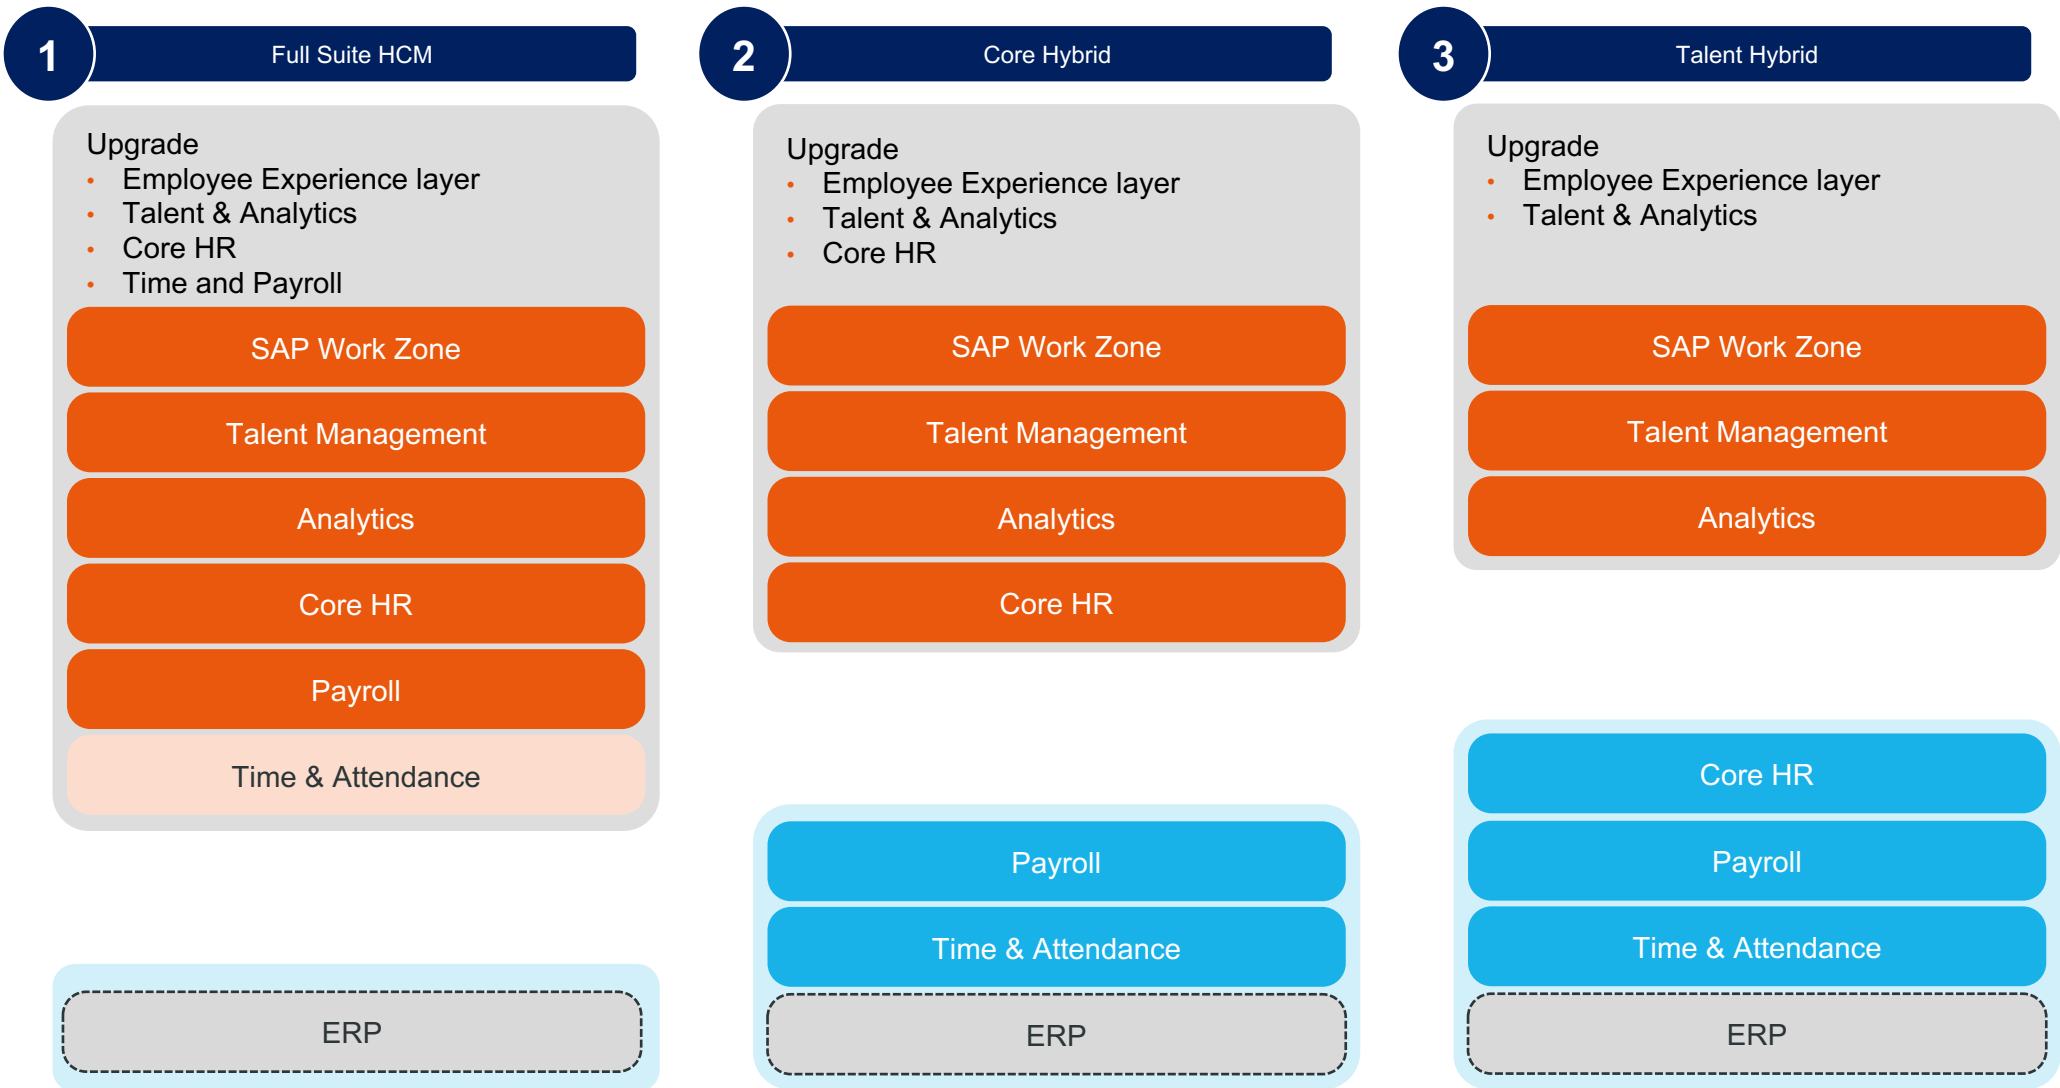 1
Full Suite HCM
Upgrade
• Employee Experience layer
• Talent & Analytics
• Core HR
• Time and Payroll
SAP Work Zone
Talent Management
Analytics
Core HR
Payroll
Time & Attendance
ERP
2
Core Hybrid
Upgrade
• Employee Experience layer
• Talent & Analytics
• Core HR
SAP Work Zone
Talent Management
Analytics
Core HR
Payroll
Time & Attendance
ERP
3
Talent Hybrid
Upgrade
• Employee Experience layer
• Talent & Analytics
SAP Work Zone
Talent Management
Analytics
Core HR
Payroll
Time & Attendance
ERP